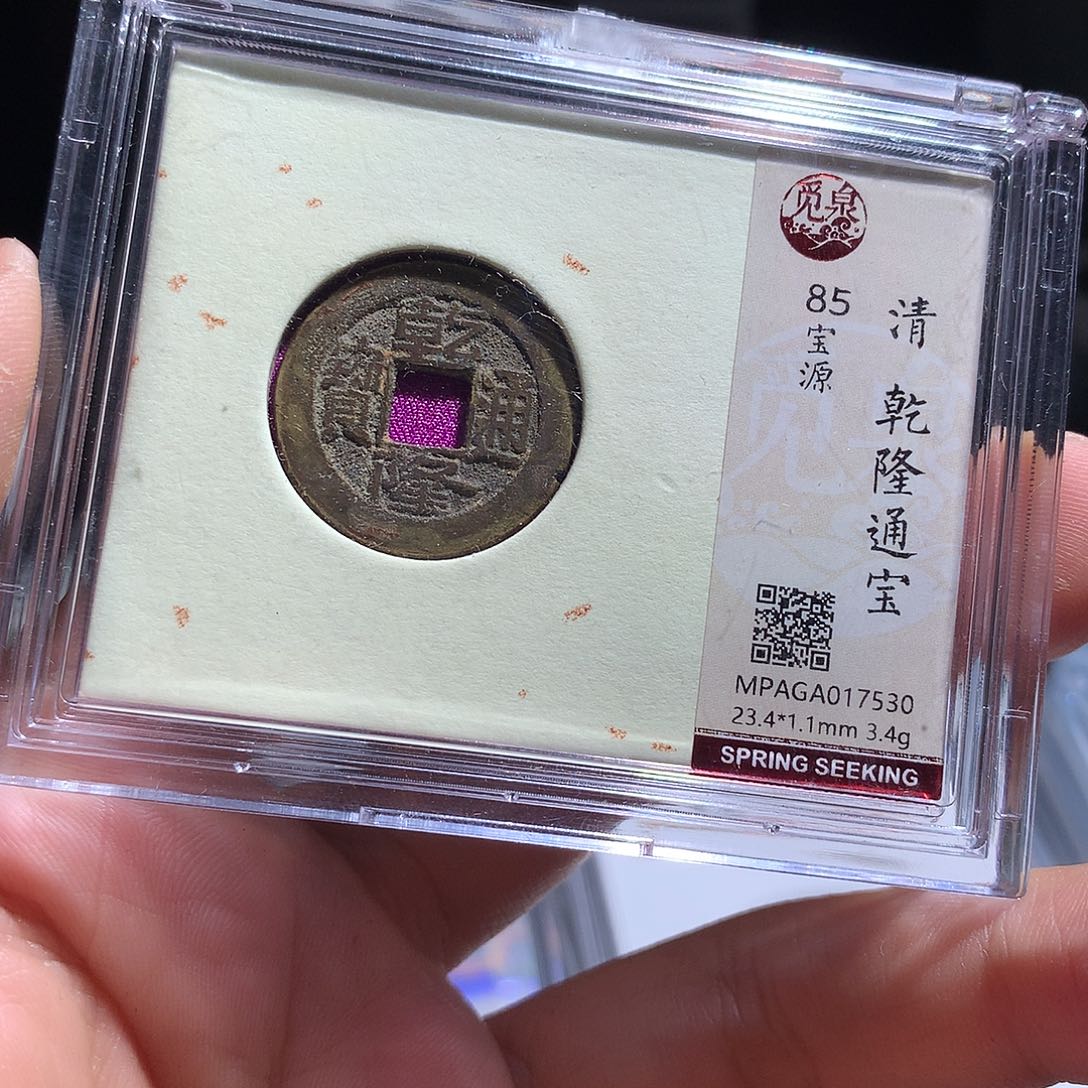 乾隆通寳
觅泉
85
宝源
清 乾隆通宝
MPAGA017530
23.4*1.1mm 3.4g
SPRING SEEKING